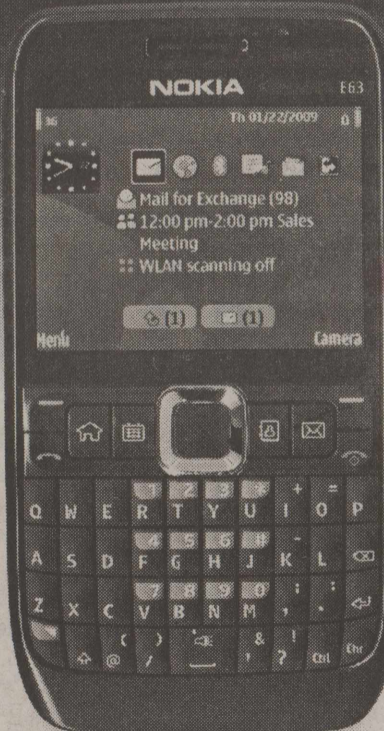 NOKIA E63
3G Th 01/22/2009
Mail for Exchange (98)
12:00 pm-2:00 pm Sales
Meeting
WLAN scanning off
(1) (1)
Menu Camera
1 2 3 * + =
Q W E R T Y U I O P
4 5 6 # -
A S D F G H J K L
7 8 9 0 ; :
Z X C V B N M , .
( ) & !
@ / ' ? Ctrl Chr